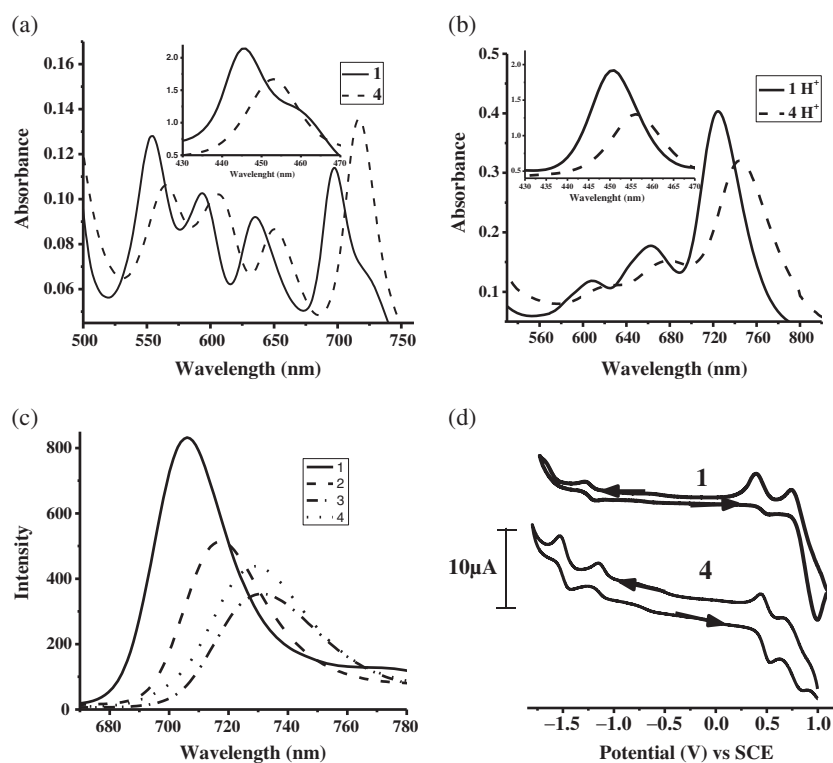 (a)
0.16
0.14
0.12
0.10
0.08
0.06
Absorbance
2.0
1.5
1.0
0.5
430 440 450 460 470
Wavelenght (nm)
1
4
500 550 600 650 700 750
Wavelength (nm)
(b)
0.5
0.4
0.3
0.2
0.1
Absorbance
2.0
1.5
1.0
0.5
430 440 450 460 470
Wavelenght (nm)
1 H+
4 H+
560 600 640 680 720 760 800
Wavelength (nm)
(c)
800
600
400
200
0
Intensity
1
2
3
4
680 700 720 740 760 780
Wavelength (nm)
(d)
1
10µA
4
–1.5 –1.0 –0.5 0.0 0.5 1.0
Potential (V) vs SCE